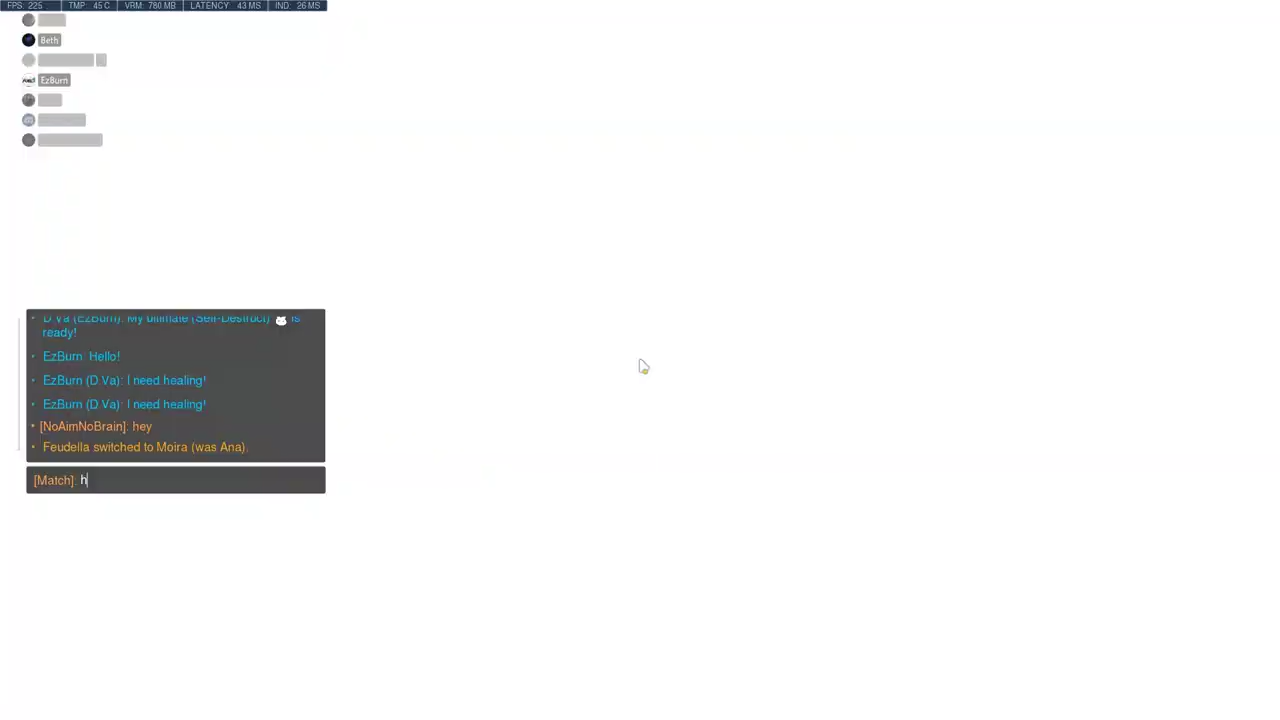 FPS: 225 TMP: 45 C VRM: 780 MB LATENCY: 43 MS IND: 26 MS
Beth
EzBurn
D Va (EzBurn): My ultimate (Self-Destruct) is
ready!
EzBurn: Hello!
EzBurn (D Va): I need healing!
EzBurn (D Va): I need healing!
[NoAimNoBrain]: hey
Feudella switched to Moira (was Ana).
[Match]: h